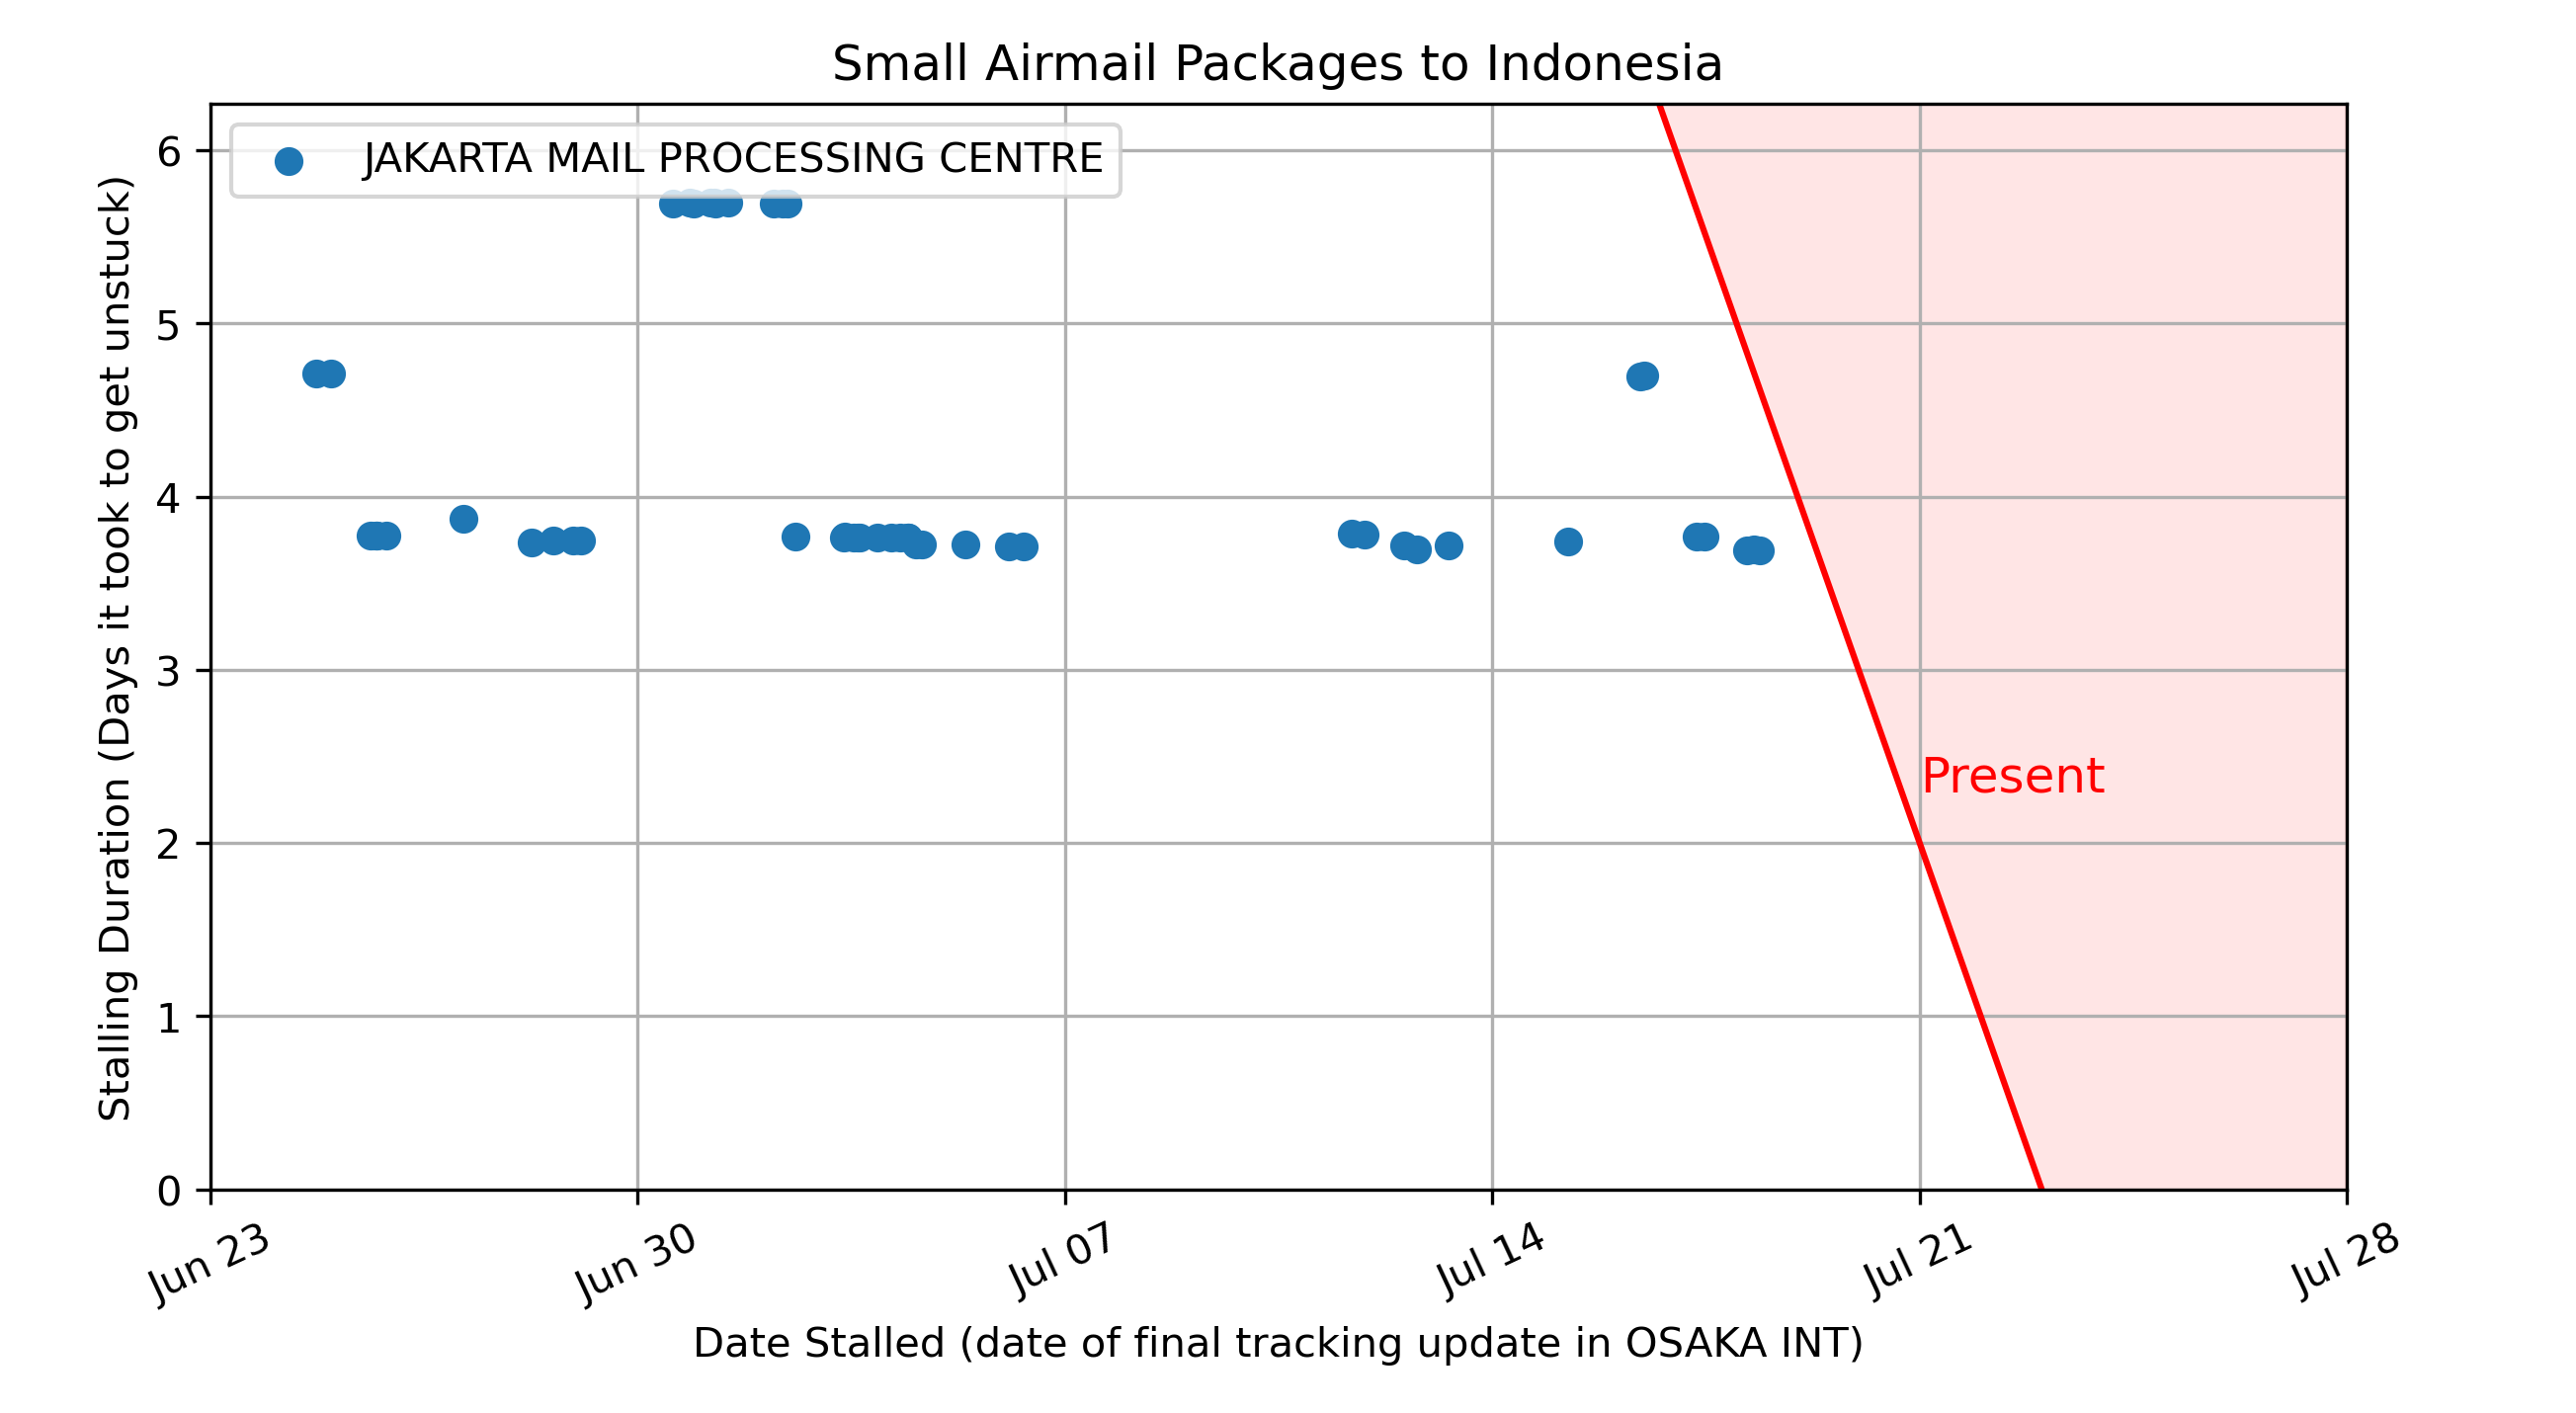 Small Airmail Packages to Indonesia
JAKARTA MAIL PROCESSING CENTRE
Stalling Duration (Days it took to get unstuck)
6
5
4
3
2
1
0
Present
Jun 23
Jun 30
Jul 07
Jul 14
Jul 21
Jul 28
Date Stalled (date of final tracking update in OSAKA INT)